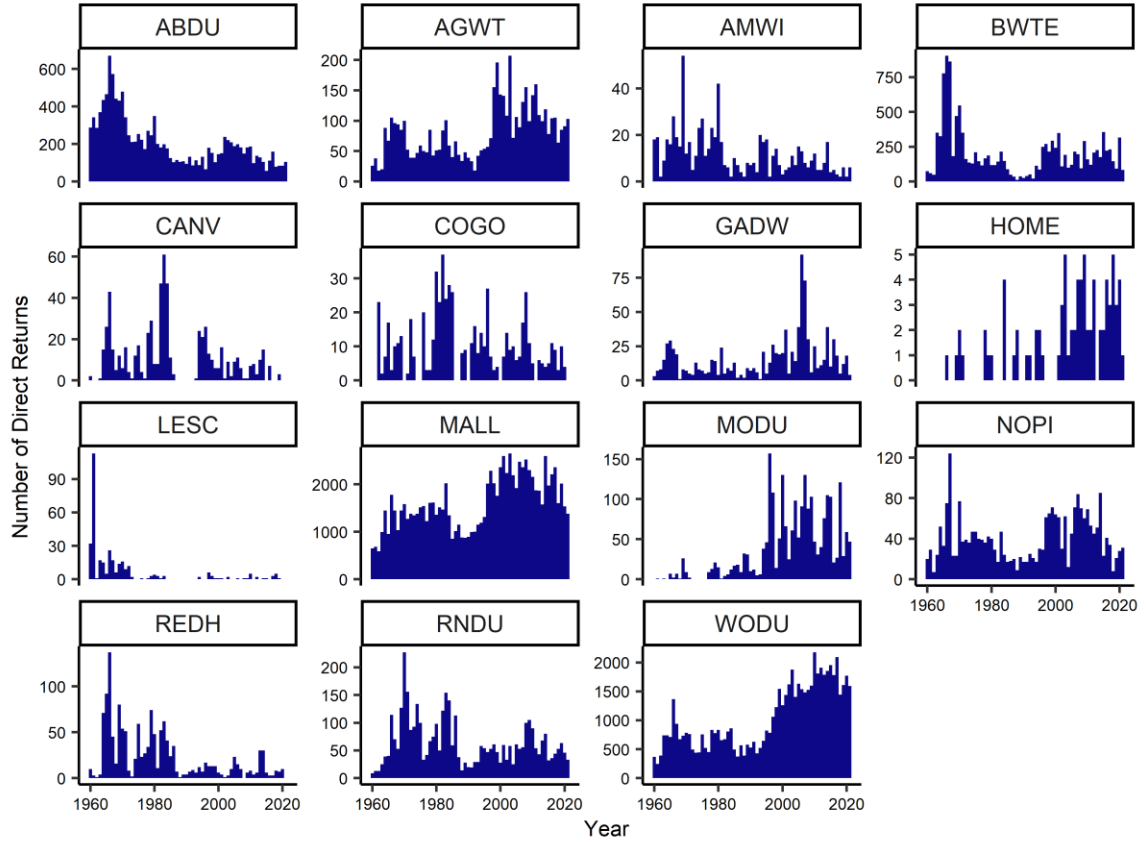 ABDU AGWT AMWI BWTE
600 400 200 0
200 150 100 50 0
40 20 0
750 500 250 0
CANV COGO GADW HOME
60 40 20 0
30 20 10 0
75 50 25 0
5 4 3 2 1 0
Number of Direct Returns
LESC MALL MODU NOPI
90 60 30 0
2000 1000 0
150 100 50 0
120 80 40 0
1960 1980 2000 2020
REDH RNDU WODU
100 50 0
200 150 100 50 0
2000 1500 1000 500 0
1960 1980 2000 2020
1960 1980 2000 2020
1960 1980 2000 2020
Year